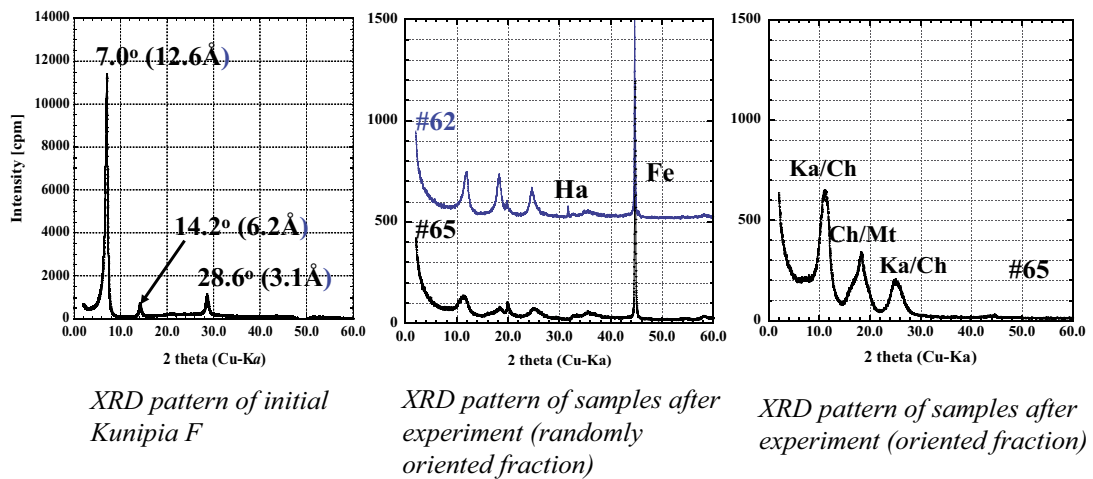 14000
12000
10000
8000
6000
4000
2000
0
Intensity [cpm]
7.0o (12.6Å)
14.2o (6.2Å)
28.6o (3.1Å)
0.00 10.0 20.0 30.0 40.0 50.0 60.0
2 theta (Cu-Ka)
XRD pattern of initial
Kunipia F
1500
1000
500
0
#62
#65
Ha
Fe
0.0 10.0 20.0 30.0 40.0 50.0 60.0
2 theta (Cu-Ka)
XRD pattern of samples after
experiment (randomly
oriented fraction)
1500
1000
500
0
Ka/Ch
Ch/Mt
Ka/Ch
#65
0.0 10.0 20.0 30.0 40.0 50.0 60.0
2 theta (Cu-Ka)
XRD pattern of samples after
experiment (oriented fraction)